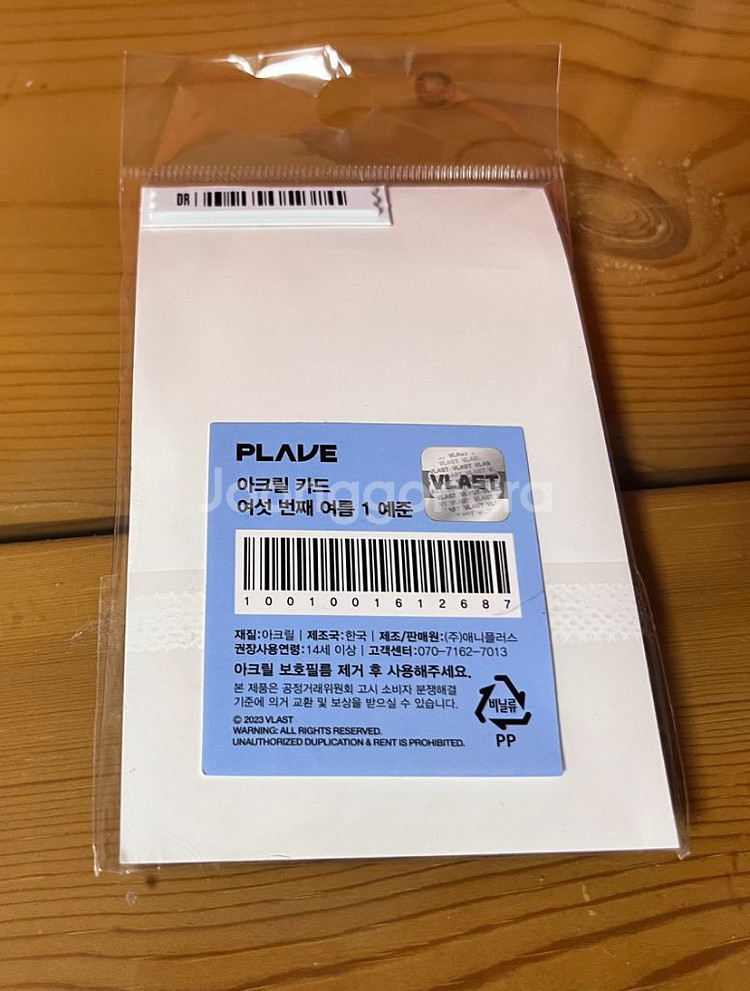 DR |
PLAVE
아크릴 카드
여섯 번째 여름 1 예준
VLAST
1001001612687
재질:아크릴 | 제조국:한국 | 제조/판매원:(주)애니플러스
권장사용연령:14세 이상 | 고객센터:070-7162-7013
아크릴 보호필름 제거 후 사용해주세요.
본 제품은 공정거래위원회 고시 소비자 분쟁해결
기준에 의거 교환 및 보상을 받으실 수 있습니다.
© 2023 VLAST
WARNING: ALL RIGHTS RESERVED.
UNAUTHORIZED DUPLICATION & RENT IS PROHIBITED.
비닐류
PP
Joonggonara